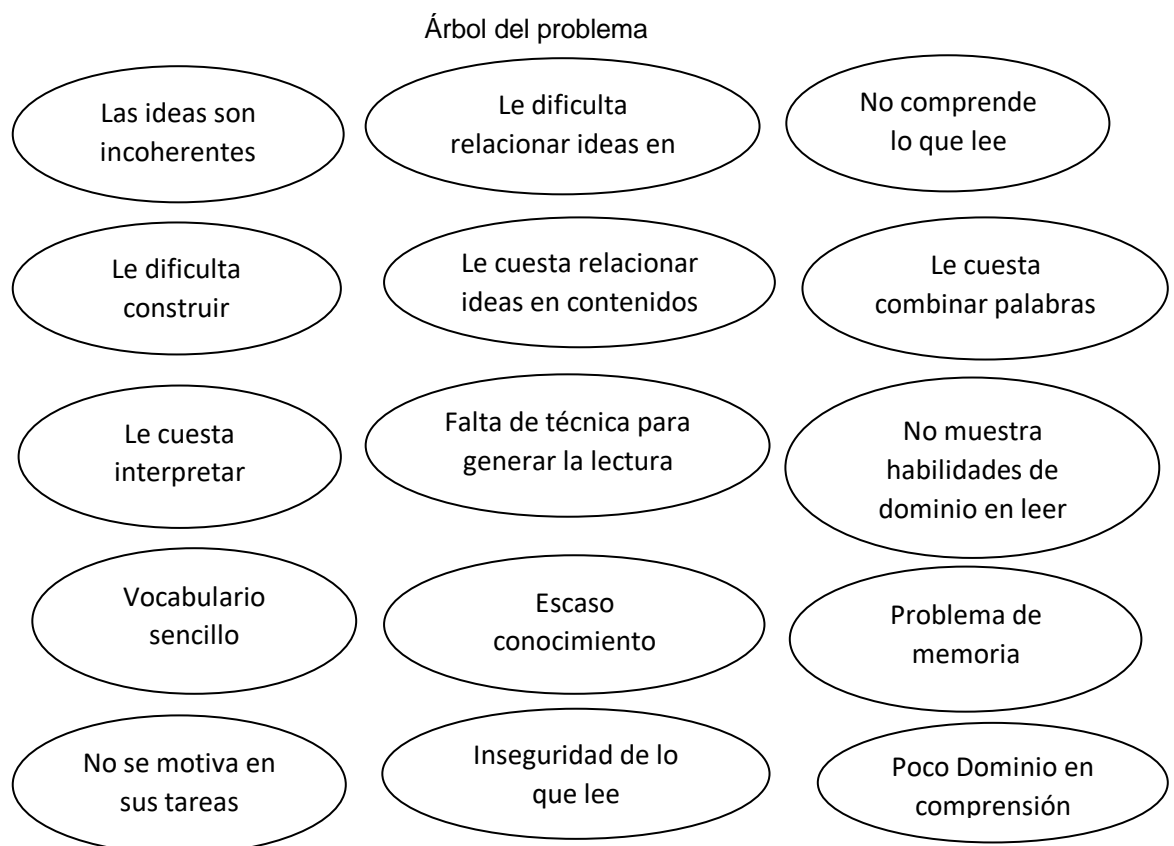 Árbol del problema
Las ideas son
incoherentes
Le dificulta
relacionar ideas en
No comprende
lo que lee
Le dificulta
construir
Le cuesta relacionar
ideas en contenidos
Le cuesta
combinar palabras
Le cuesta
interpretar
Falta de técnica para
generar la lectura
No muestra
habilidades de
dominio en leer
Vocabulario
sencillo
Escaso
conocimiento
Problema de
memoria
No se motiva en
sus tareas
Inseguridad de lo
que lee
Poco Dominio en
comprensión